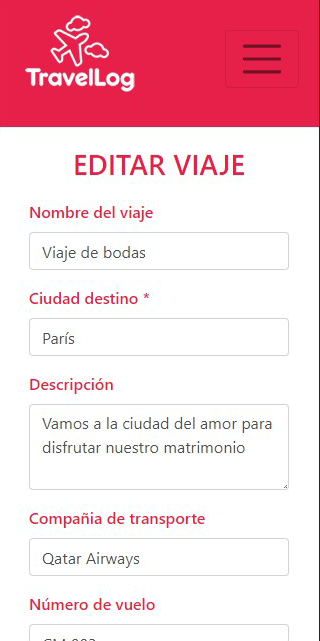 TravelLog
EDITAR VIAJE
Nombre del viaje
Viaje de bodas
Ciudad destino *
París
Descripción
Vamos a la ciudad del amor para
disfrutar nuestro matrimonio
Compañia de transporte
Qatar Airways
Número de vuelo